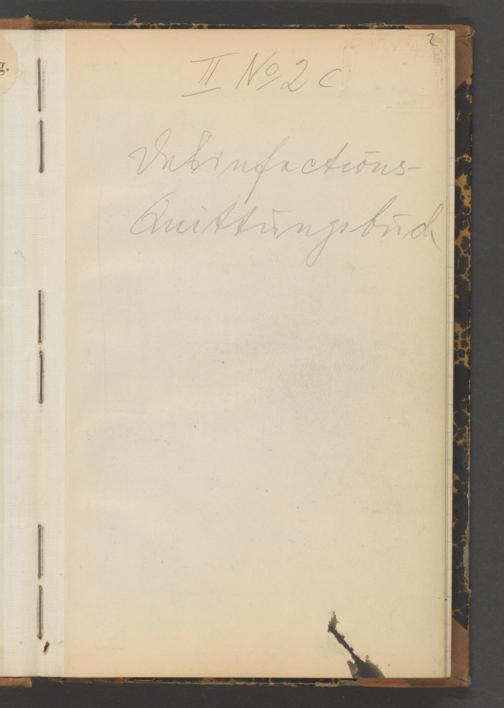 g.
2
II No 2 c
Desinfections-
Quittungsbuch